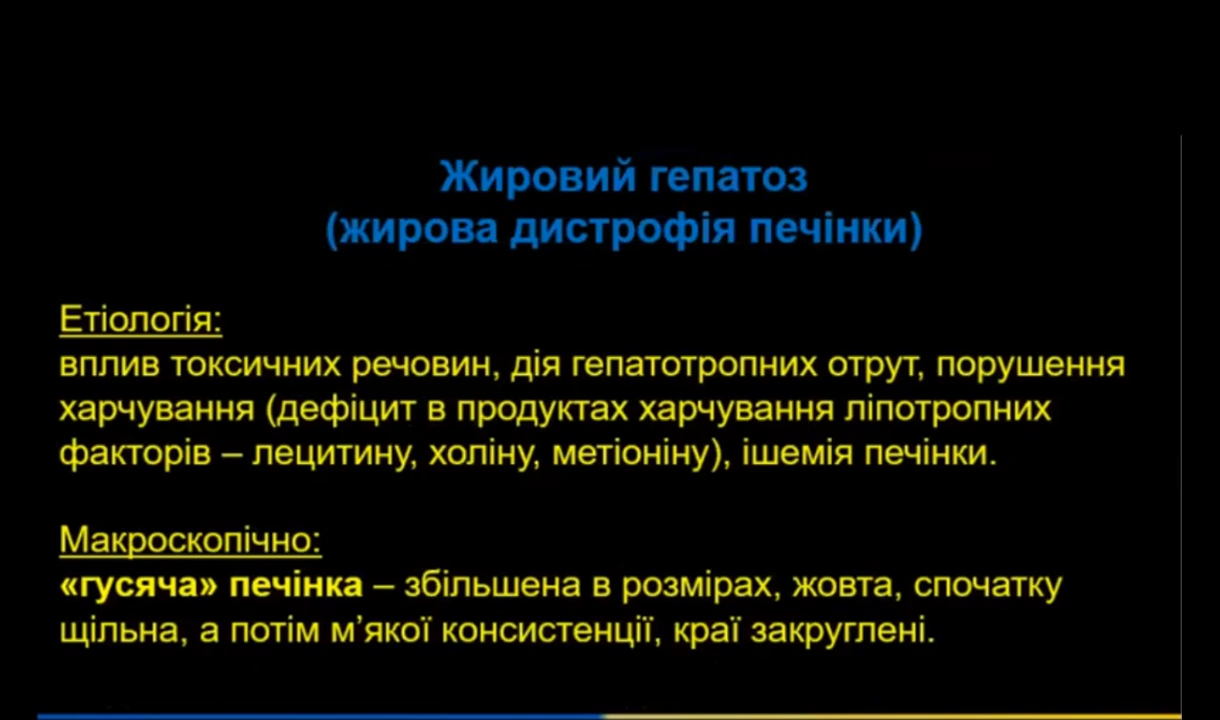 Жировий гепатоз
(жирова дистрофія печінки)
Етіологія:
вплив токсичних речовин, дія гепатотропних отрут, порушення
харчування (дефіцит в продуктах харчування ліпотропних
факторів – лецитину, холіну, метіоніну), ішемія печінки.
Макроскопічно:
«гусяча» печінка – збільшена в розмірах, жовта, спочатку
щільна, а потім м’якої консистенції, краї закруглені.